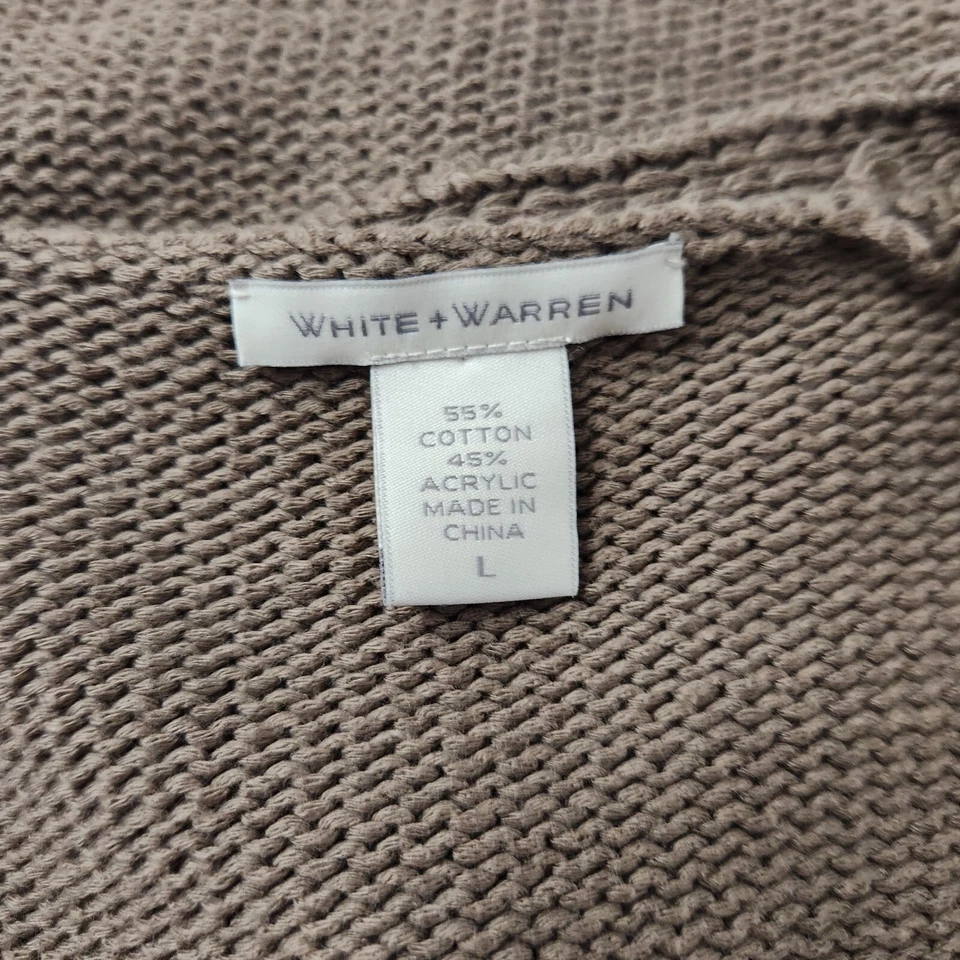 WHITE + WARREN
55%
COTTON
45%
ACRYLIC
MADE IN
CHINA
L